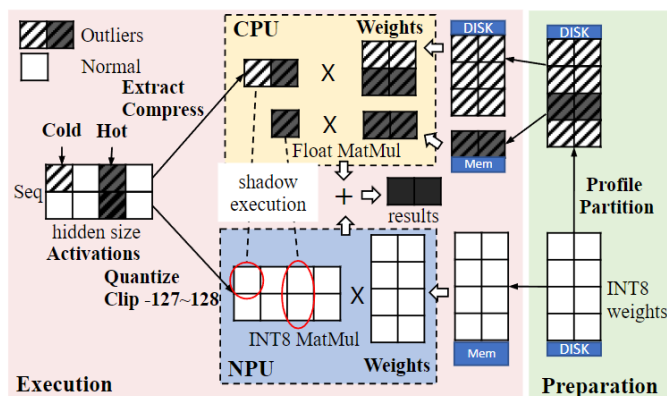 Outliers
Normal
Extract
Compress
Cold
Hot
Seq
hidden size
Activations
Quantize
Clip -127~128
Execution
CPU
Weights
X
X
Float MatMul
shadow
execution
+
results
X
INT8 MatMul
Weights
NPU
DISK
Mem
Mem
Profile
Partition
INT8
weights
DISK
Preparation